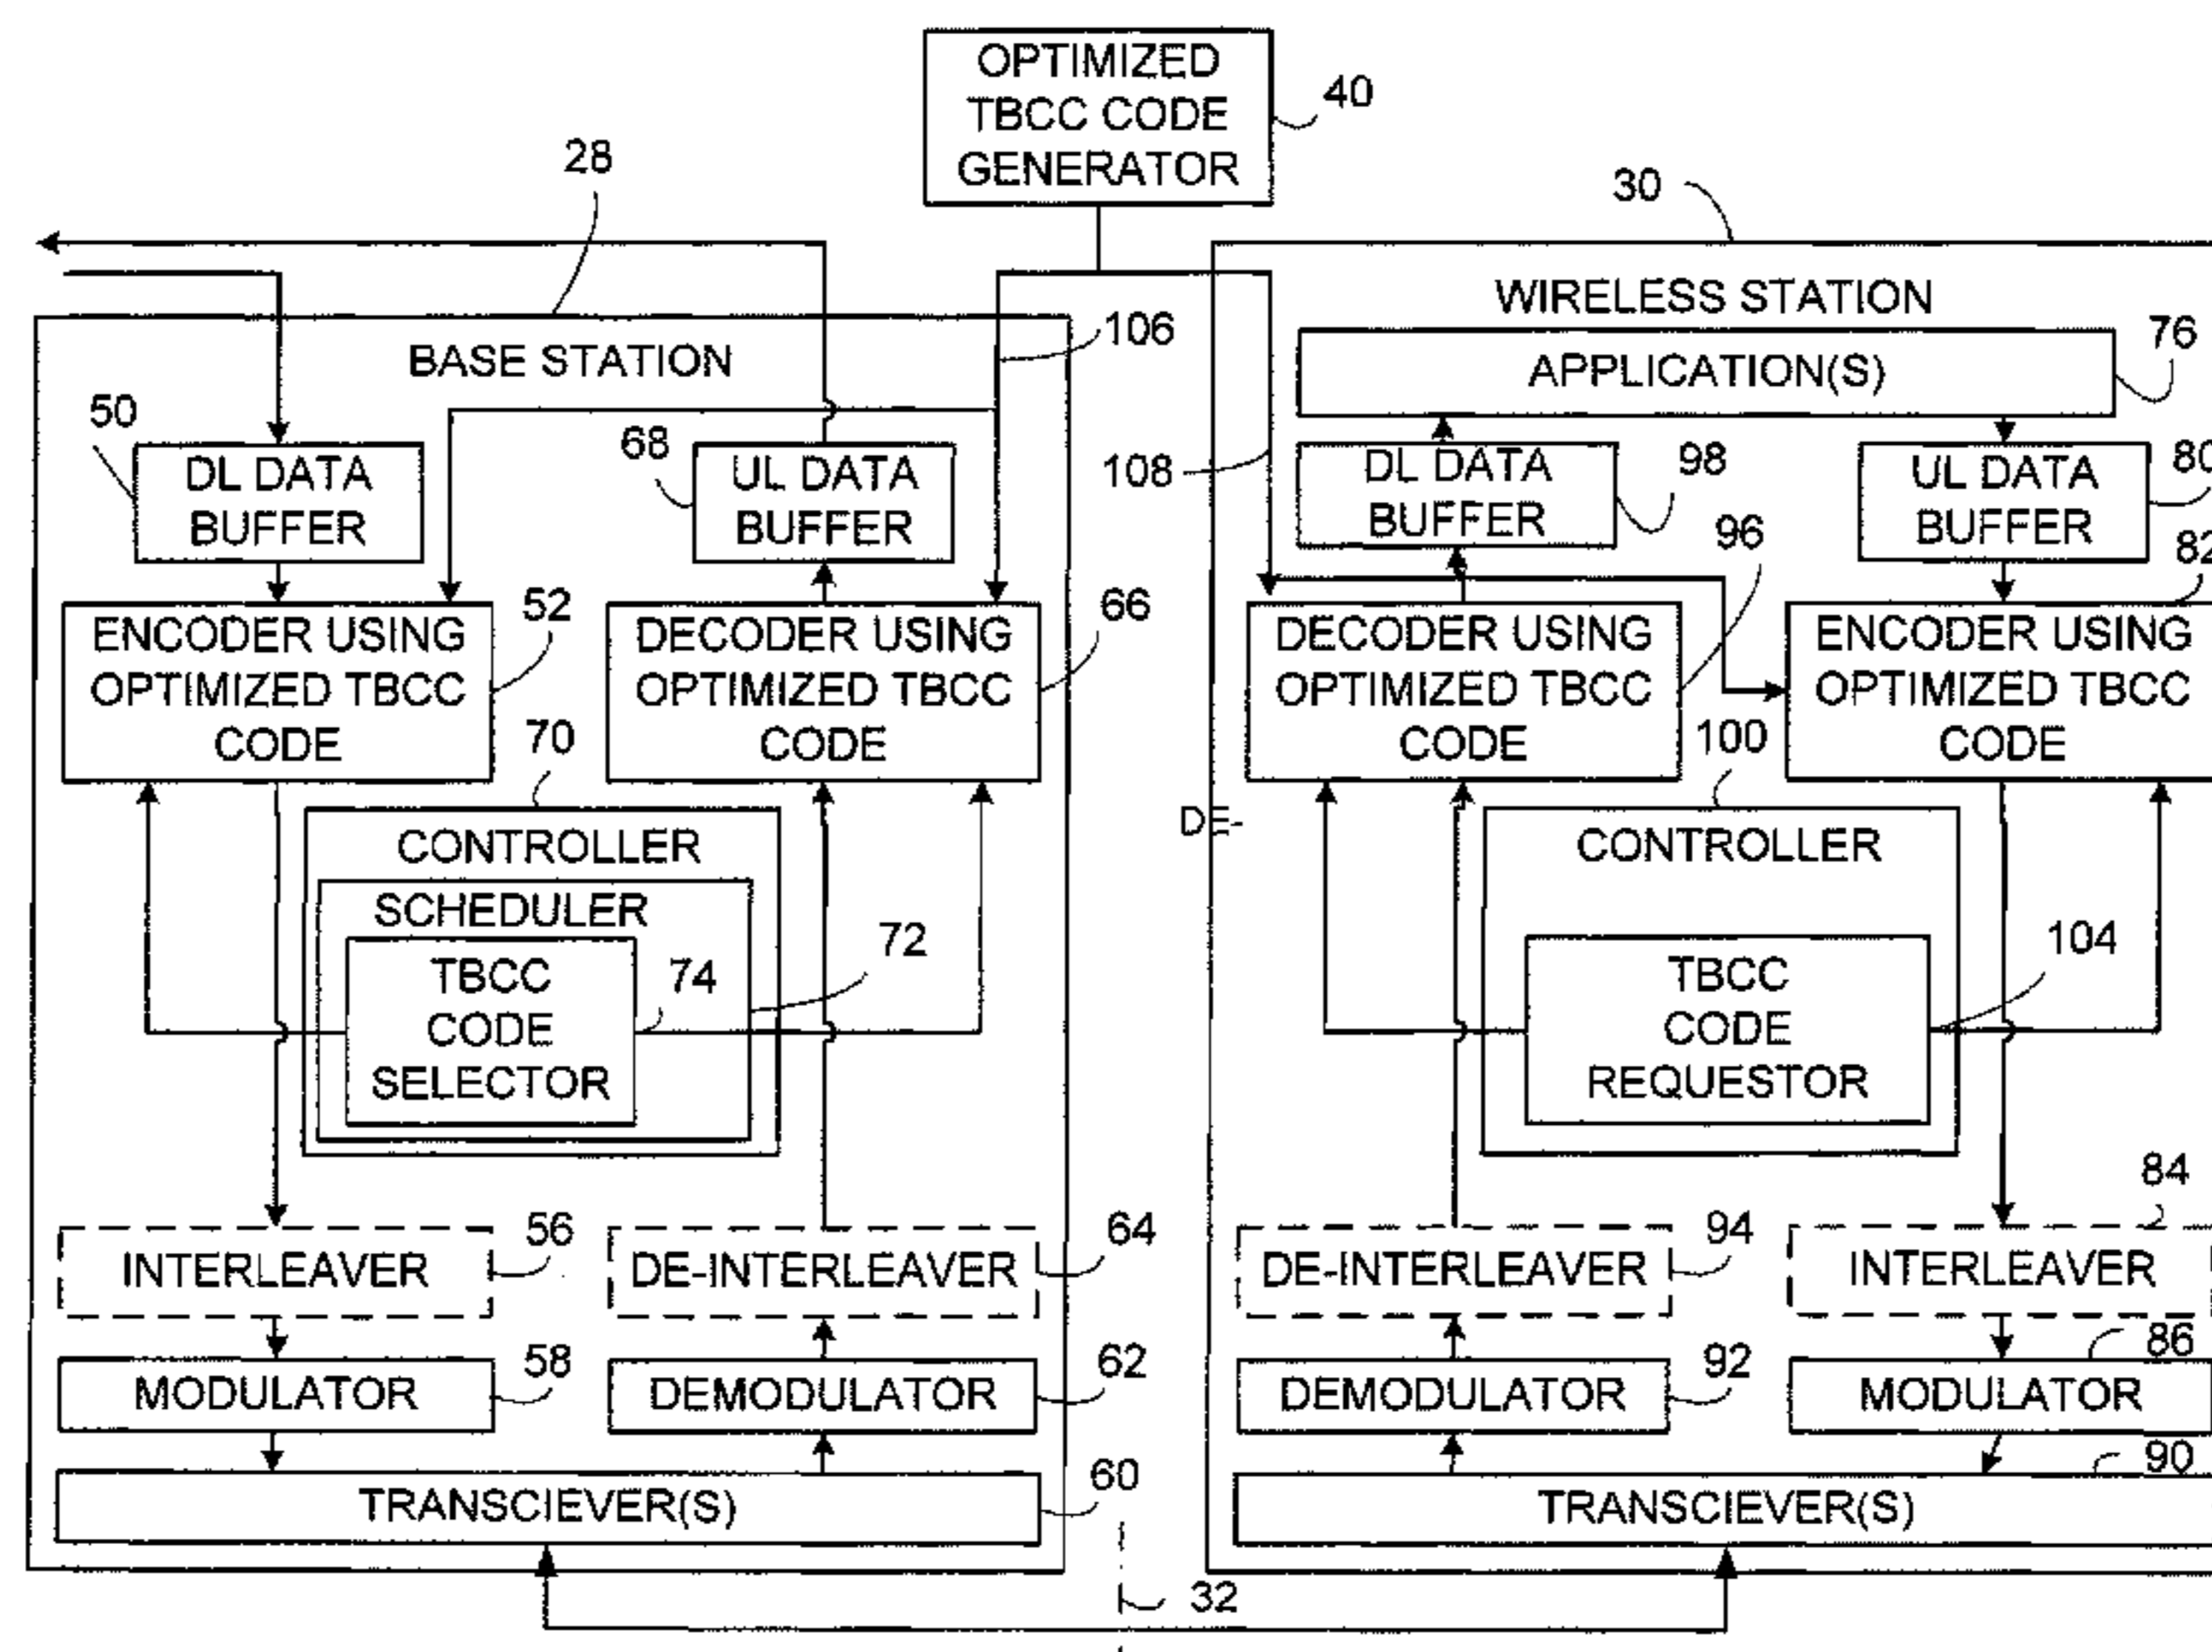 OPTIMIZED
TBCC CODE
GENERATOR
40
28
30
BASE STATION
106
50
DL DATA
BUFFER
68
UL DATA
BUFFER
108
WIRELESS STATION
APPLICATION(S)
76
DL DATA
BUFFER
98
UL DATA
BUFFER
80
ENCODER USING
OPTIMIZED TBCC
CODE
52
DECODER USING
OPTIMIZED TBCC
CODE
66
DECODER USING
OPTIMIZED TBCC
CODE
96
ENCODER USING
OPTIMIZED TBCC
CODE
82
70
CONTROLLER
SCHEDULER
72
TBCC
CODE
SELECTOR
74
100
CONTROLLER
TBCC
CODE
REQUESTOR
104
INTERLEAVER
56
DE-INTERLEAVER
64
DE-INTERLEAVER
94
INTERLEAVER
84
MODULATOR
58
DEMODULATOR
62
DEMODULATOR
92
MODULATOR
86
TRANSCIEVER(S)
60
TRANSCIEVER(S)
90
32